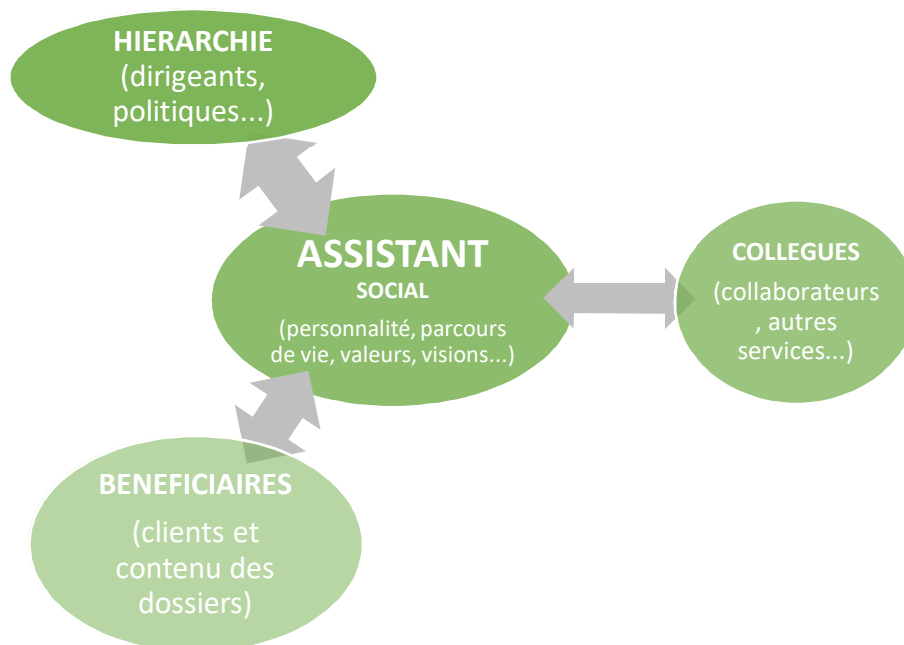 HIERARCHIE
(dirigeants,
politiques...)
ASSISTANT
SOCIAL
(personnalité, parcours
de vie, valeurs, visions...)
COLLEGUES
(collaborateurs
, autres
services...)
BENEFICIAIRES
(clients et
contenu des
dossiers)